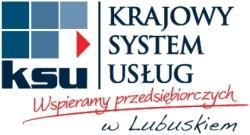 KRAJOWY
SYSTEM
USŁUG
ksu
Wspieramy przedsiębiorczych
w Lubuskiem